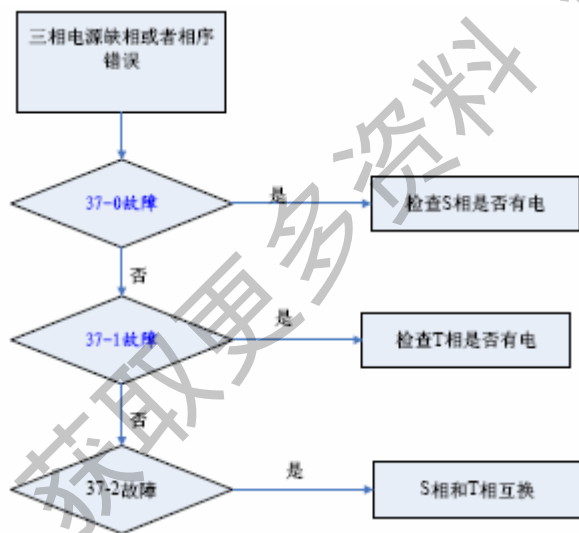 三相电源缺相或者相序
错误
37-0故障
是
检查S相是否有电
否
37-1故障
是
检查T相是否有电
否
37-2故障
是
S相和T相互换
获取更多资料